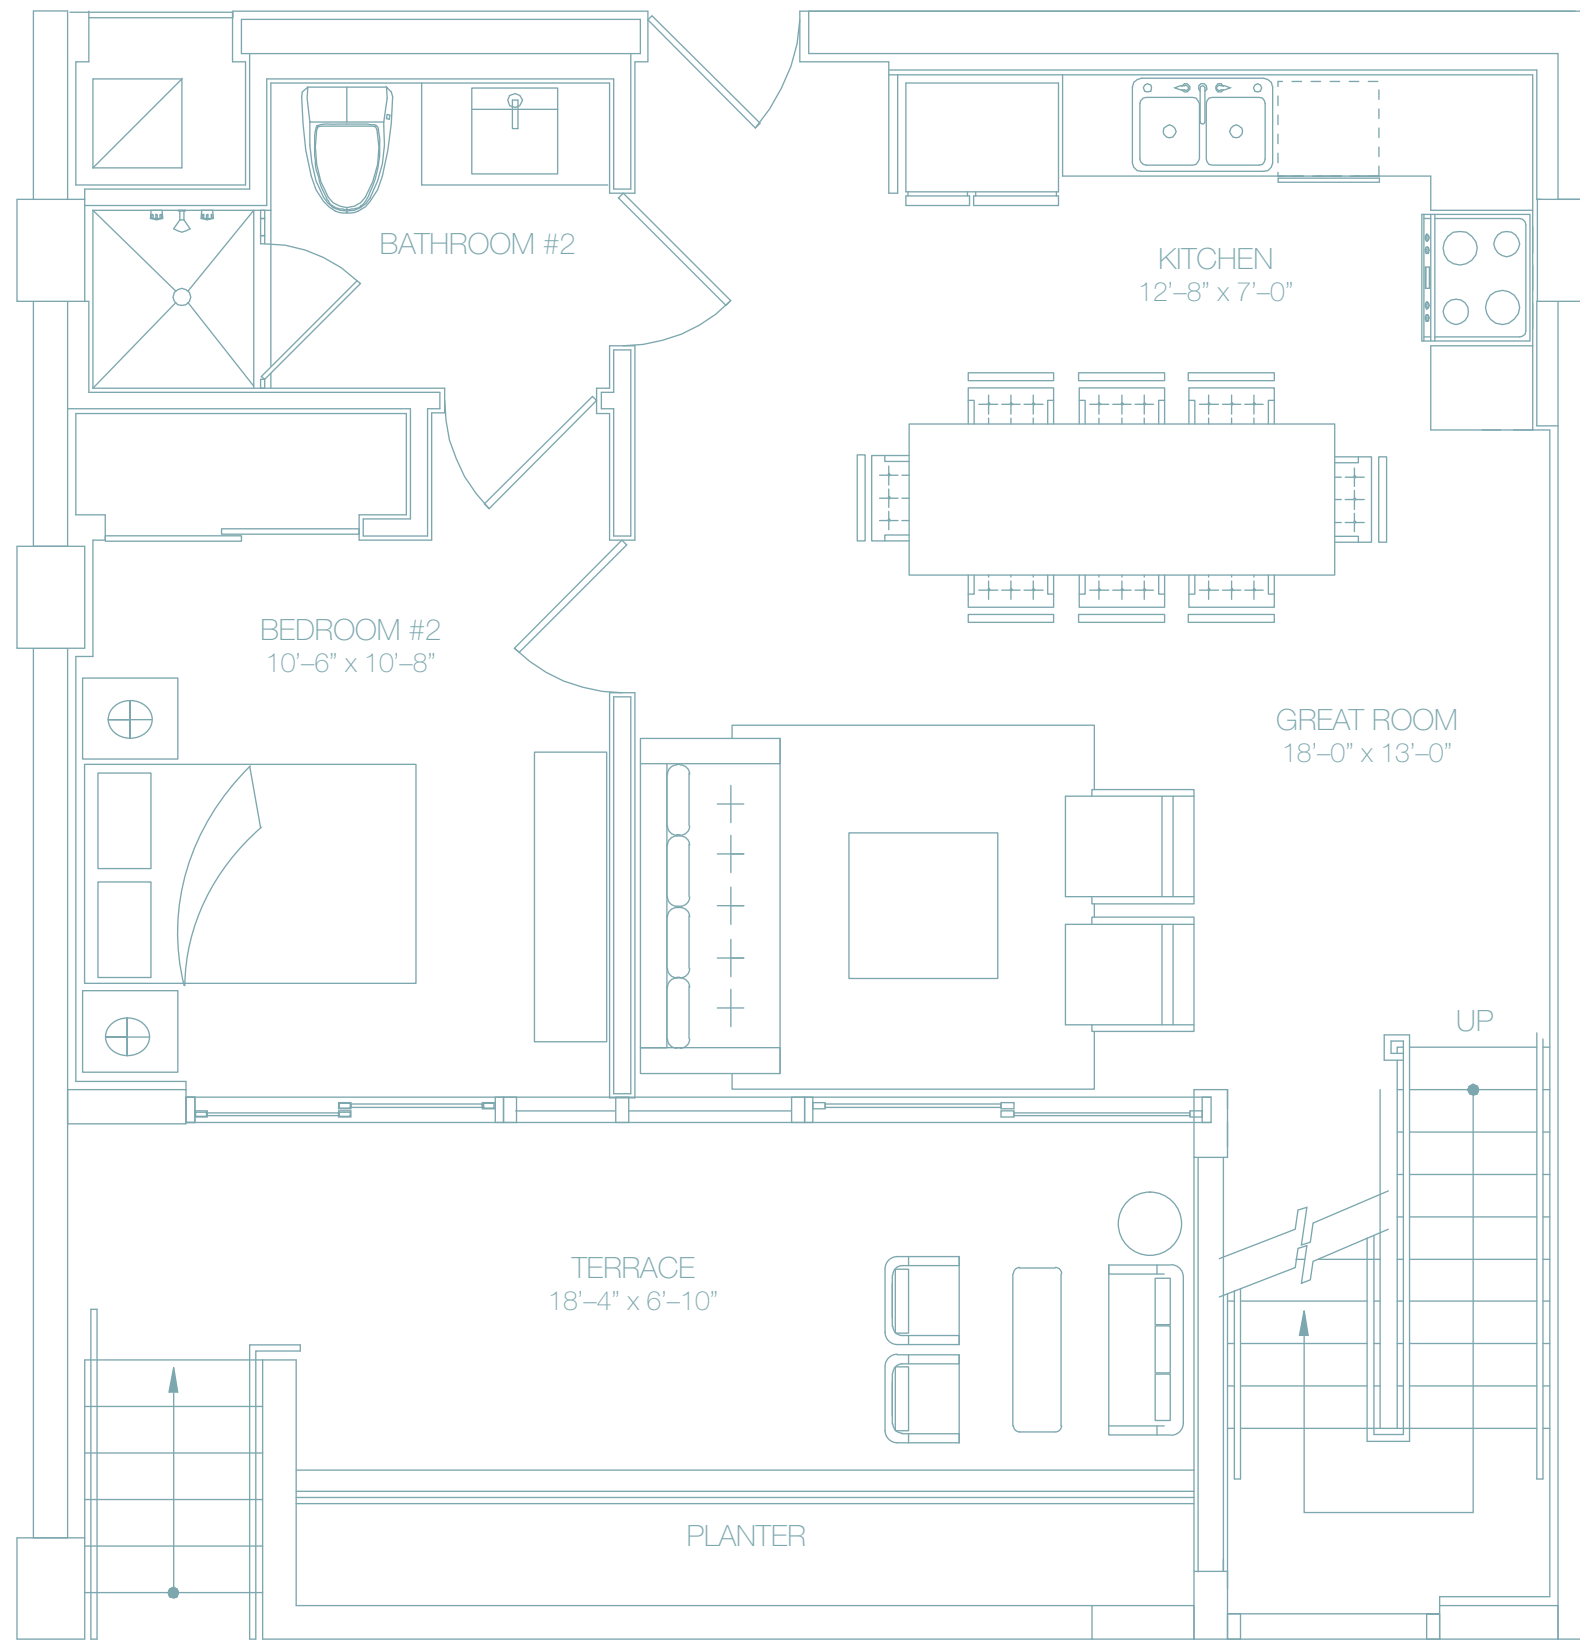 BATHROOM #2
KITCHEN
12'–8" x 7'–0"
BEDROOM #2
10'–6" x 10'–8"
GREAT ROOM
18'–0" x 13'–0"
UP
TERRACE
18'–4" x 6'–10"
PLANTER